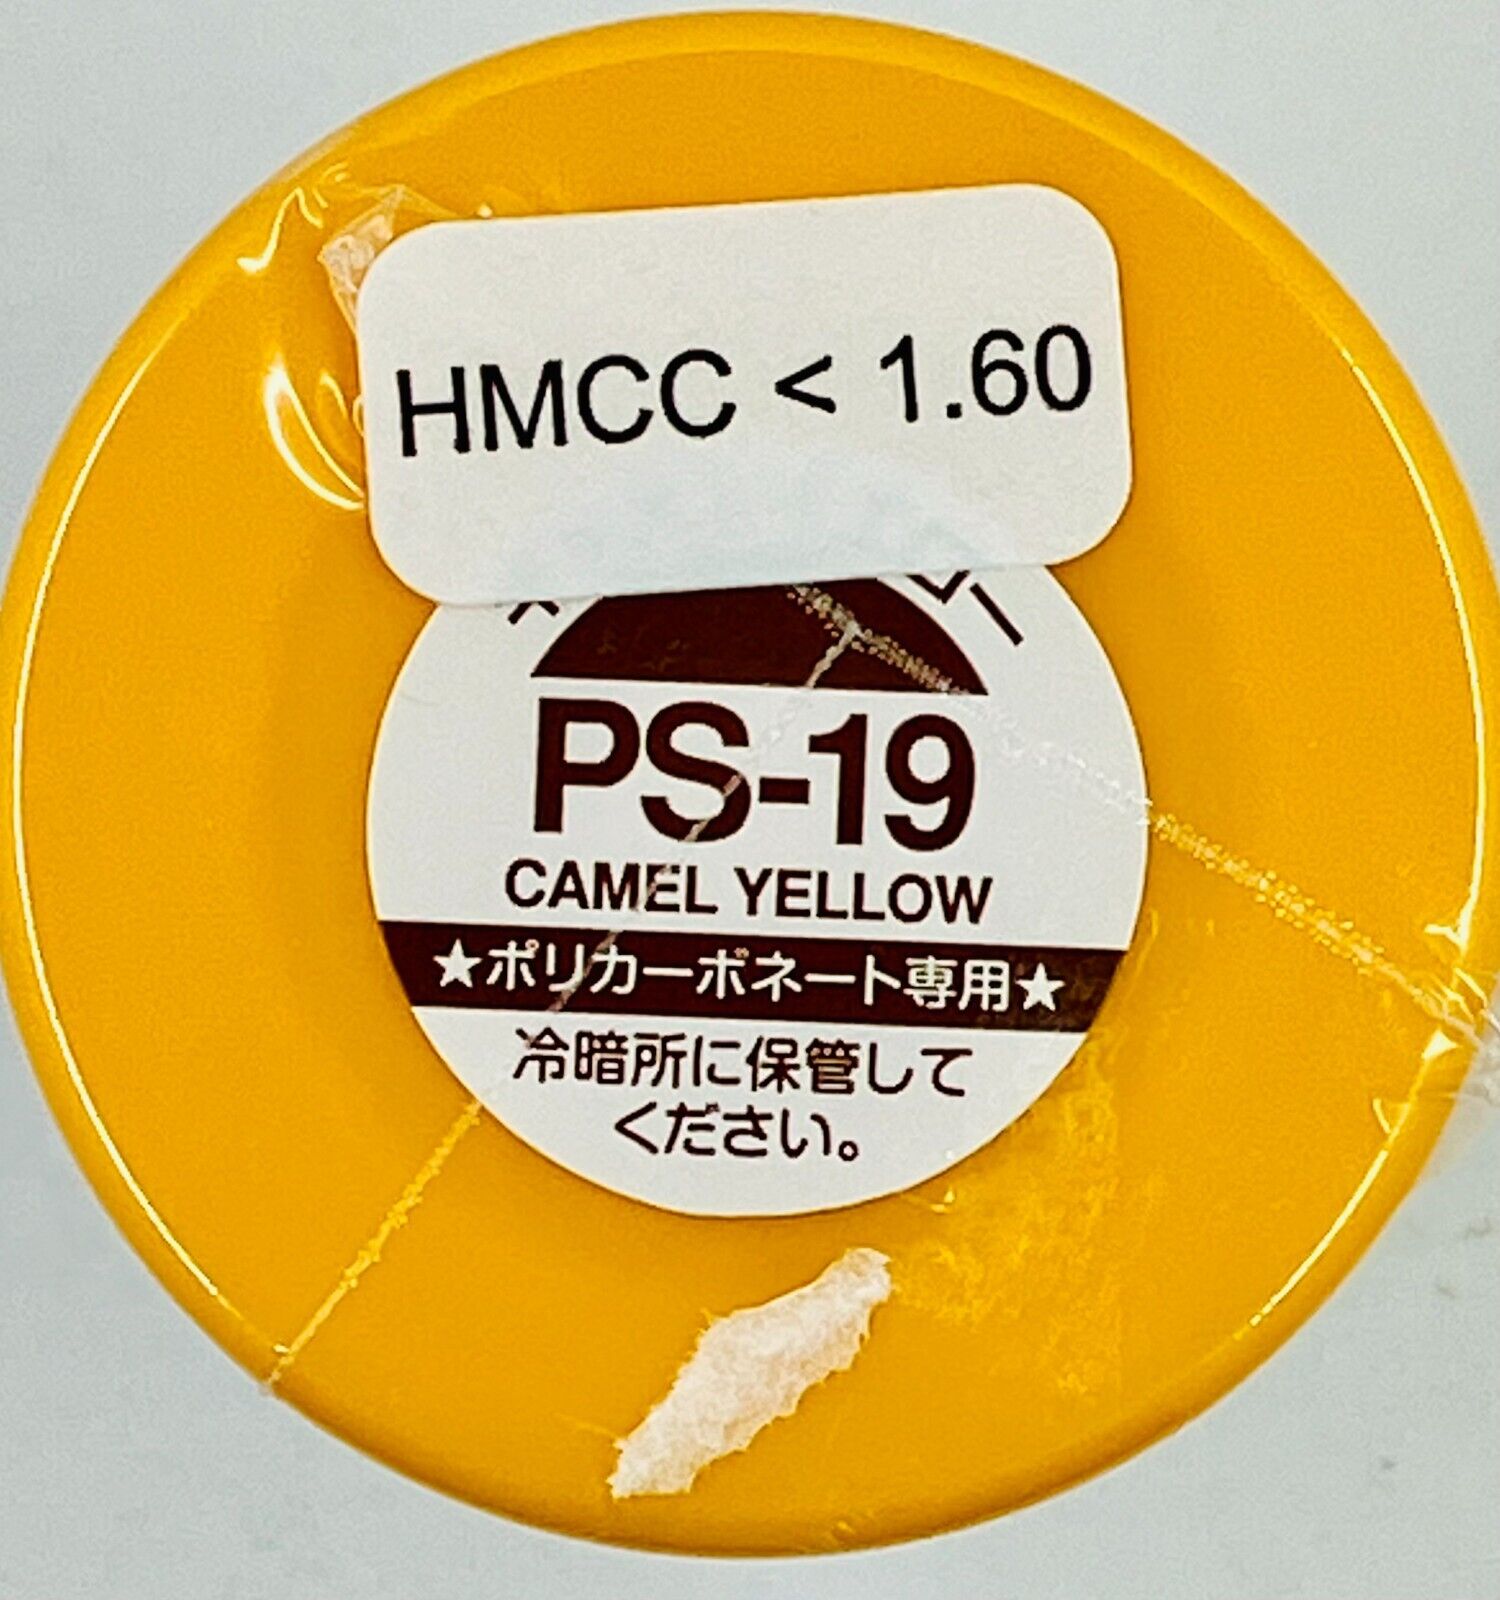 HMCC < 1.60
PS-19
CAMEL YELLOW
★ポリカーボネート専用★
冷暗所に保管して
ください。